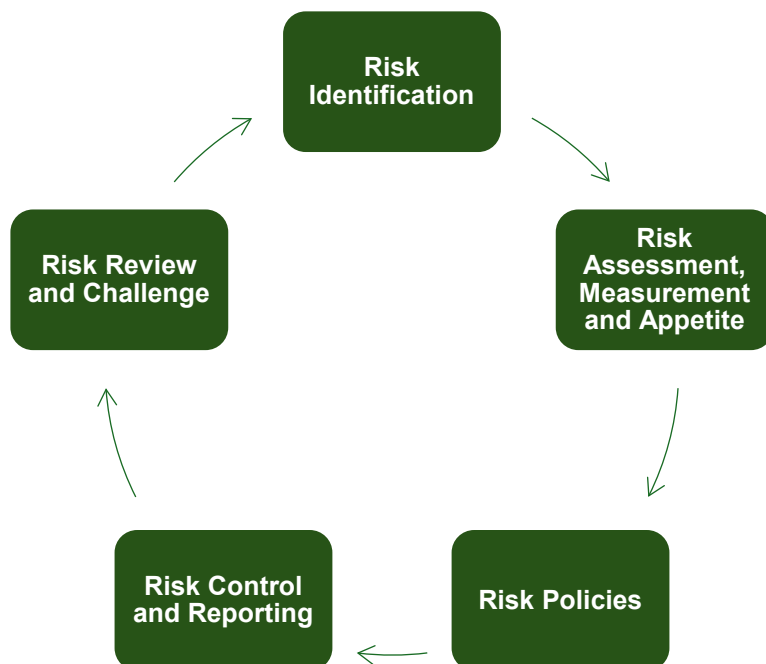 Risk
Identification
Risk
Assessment,
Measurement
and Appetite
Risk Policies
Risk Control
and Reporting
Risk Review
and Challenge